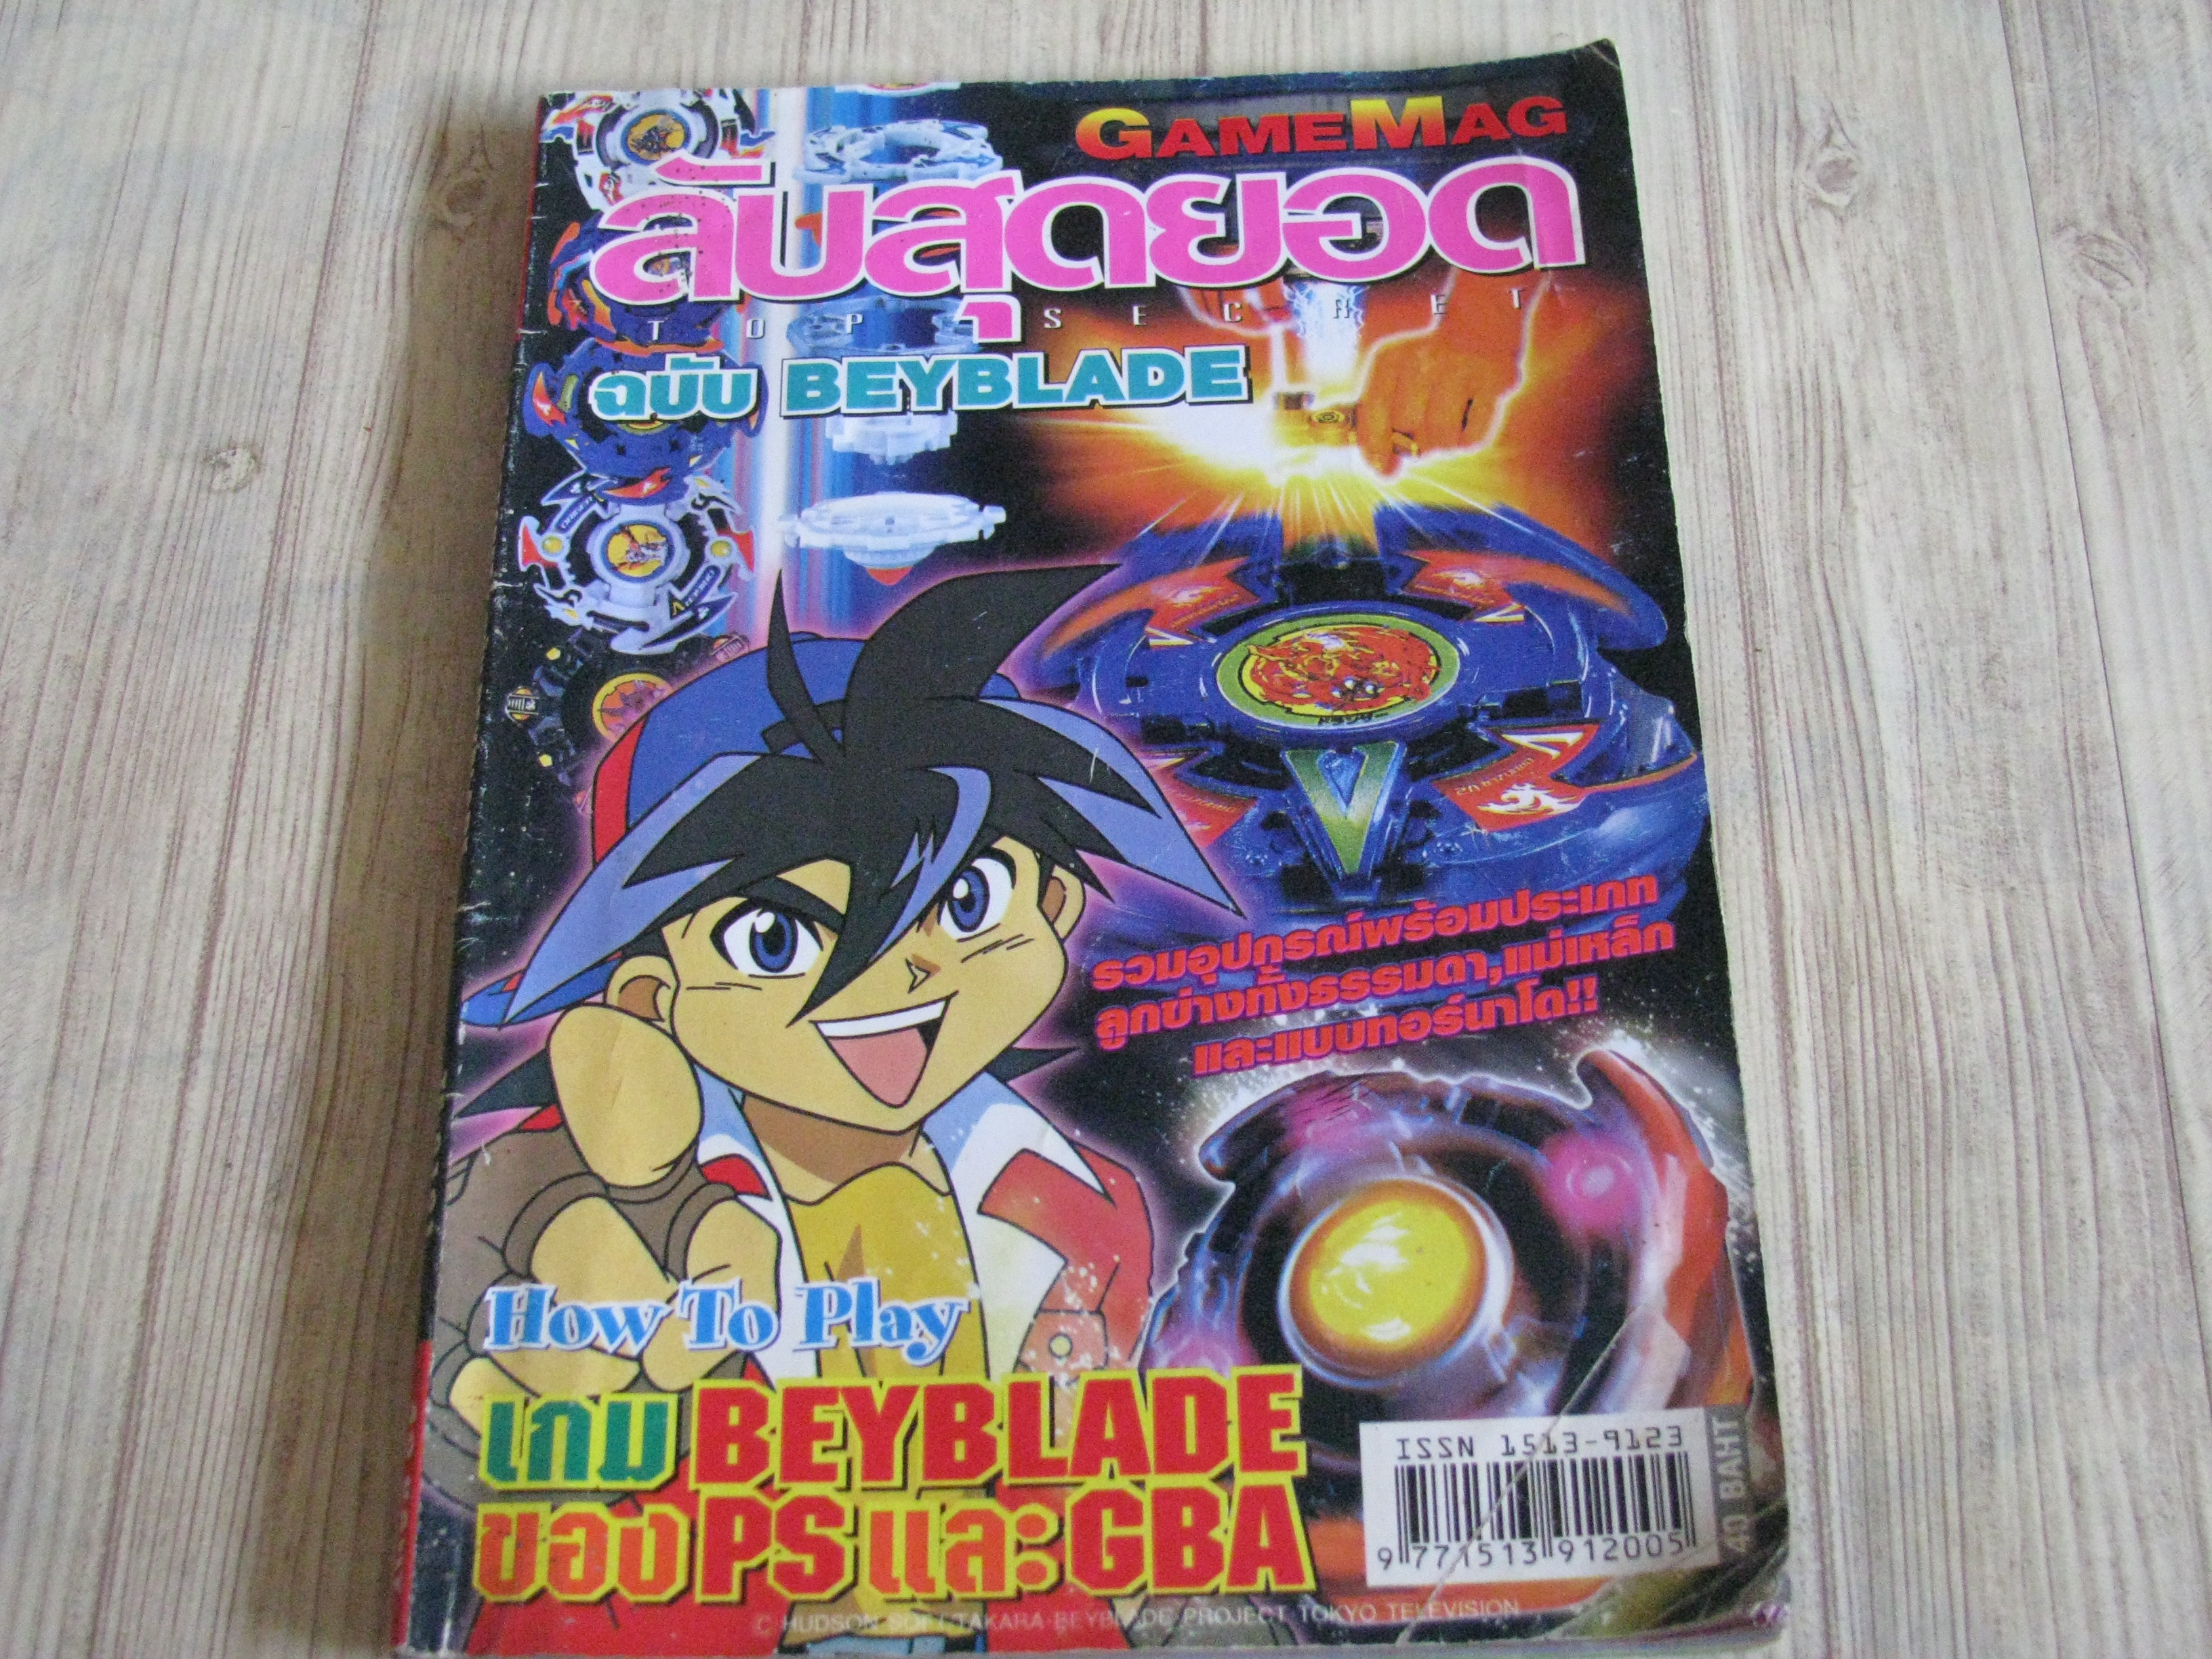 GAMEMAG
ลับสุดยอด
TOP SECRET
ฉบับ BEYBLADE
รวมอุปกรณ์พร้อมประเภท
ลูกข่างทั้งธรรมดา,แม่เหล็ก
และแบบทอร์นาโด!!
How To Play
เกม BEYBLADE
ของ PS และ GBA
ISSN 1513-9123
9 771513 912005
40 BAHT
© HUDSON SOFT TAKARA BEYBLADE PROJECT TOKYO TELEVISION